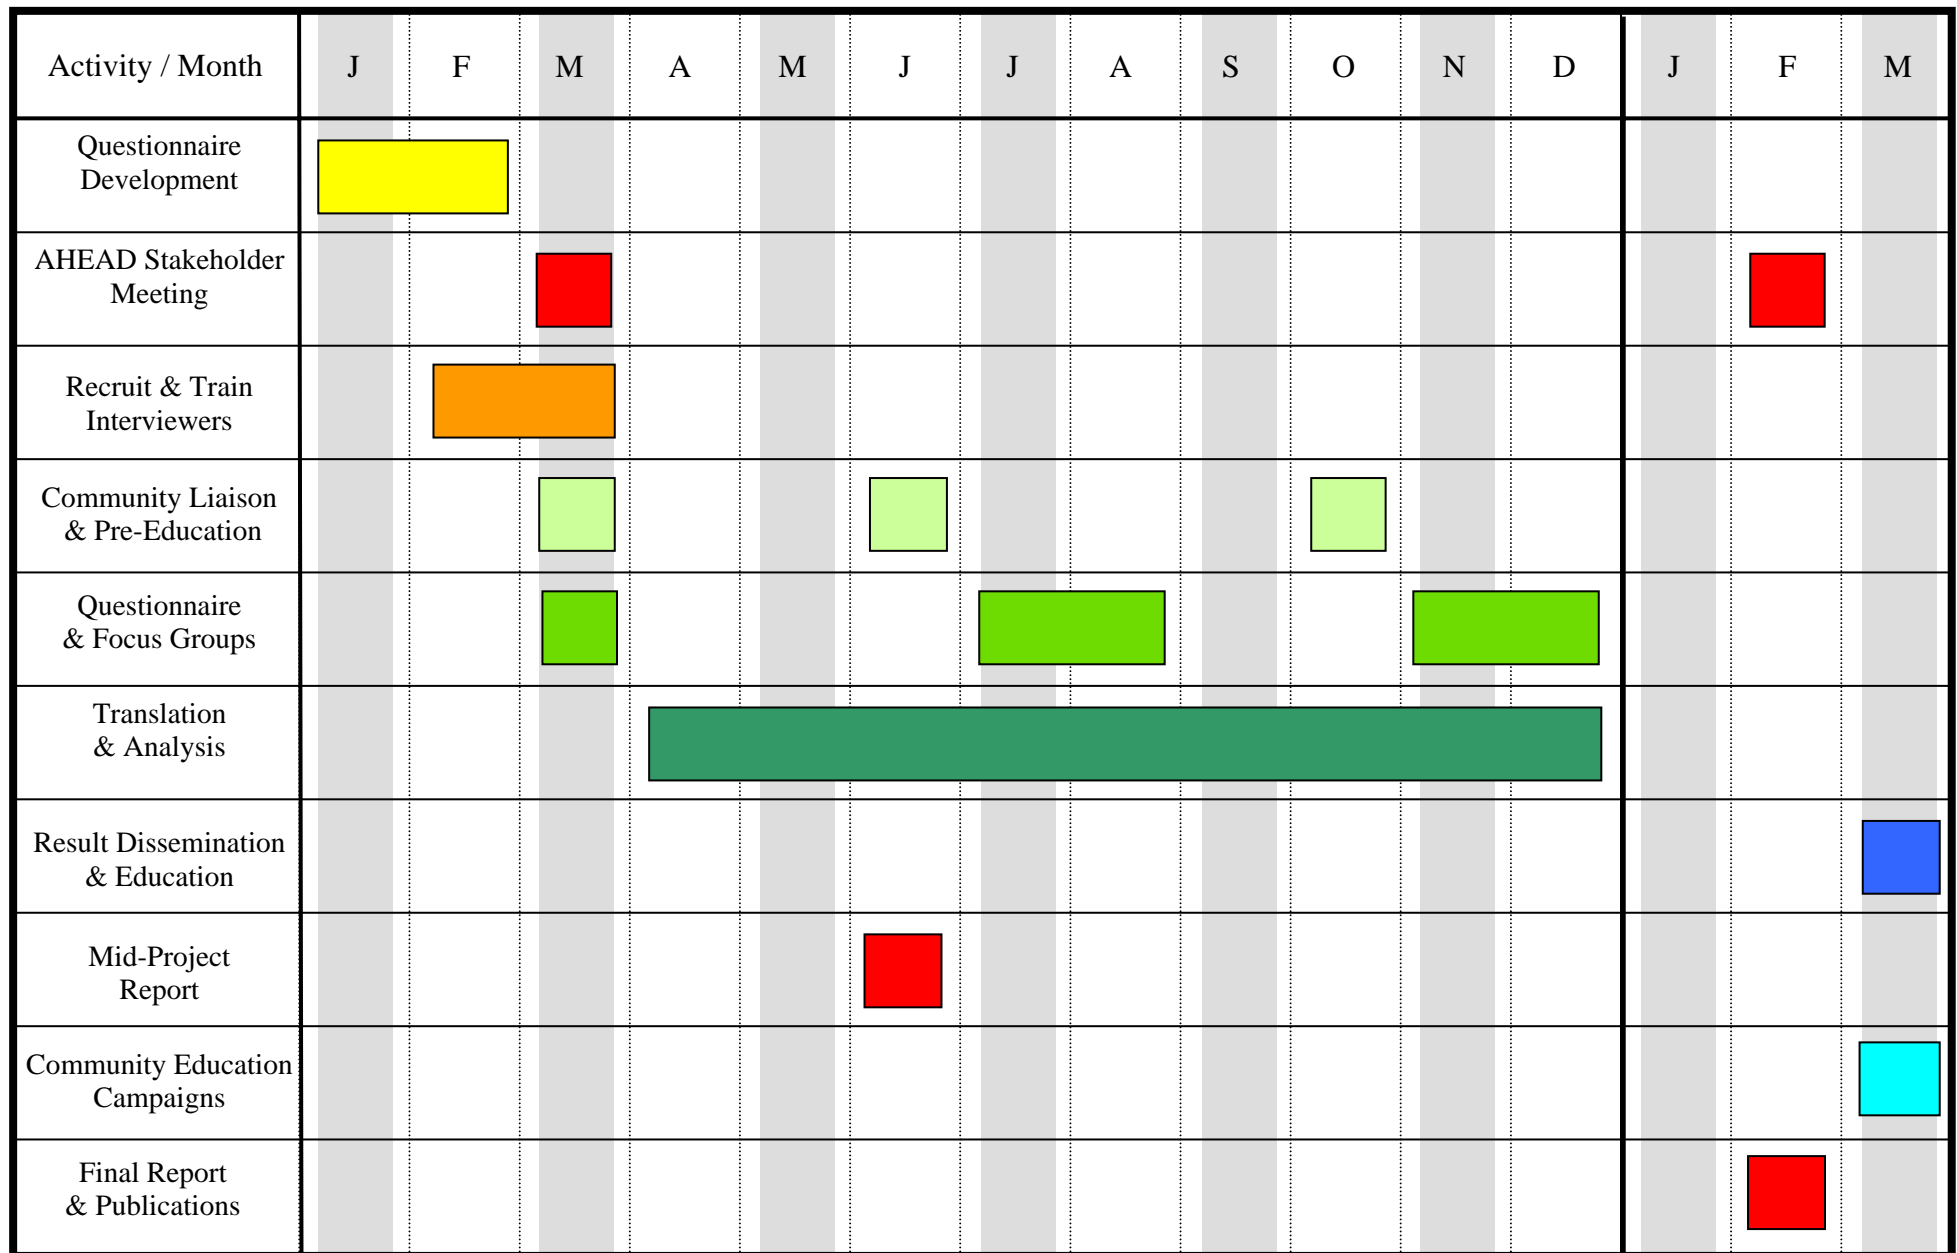 Activity / Month J F M A M J J A S O N D J F M
Questionnaire
Development
AHEAD Stakeholder
Meeting
Recruit & Train
Interviewers
Community Liaison
& Pre-Education
Questionnaire
& Focus Groups
Translation
& Analysis
Result Dissemination
& Education
Mid-Project
Report
Community Education
Campaigns
Final Report
& Publications